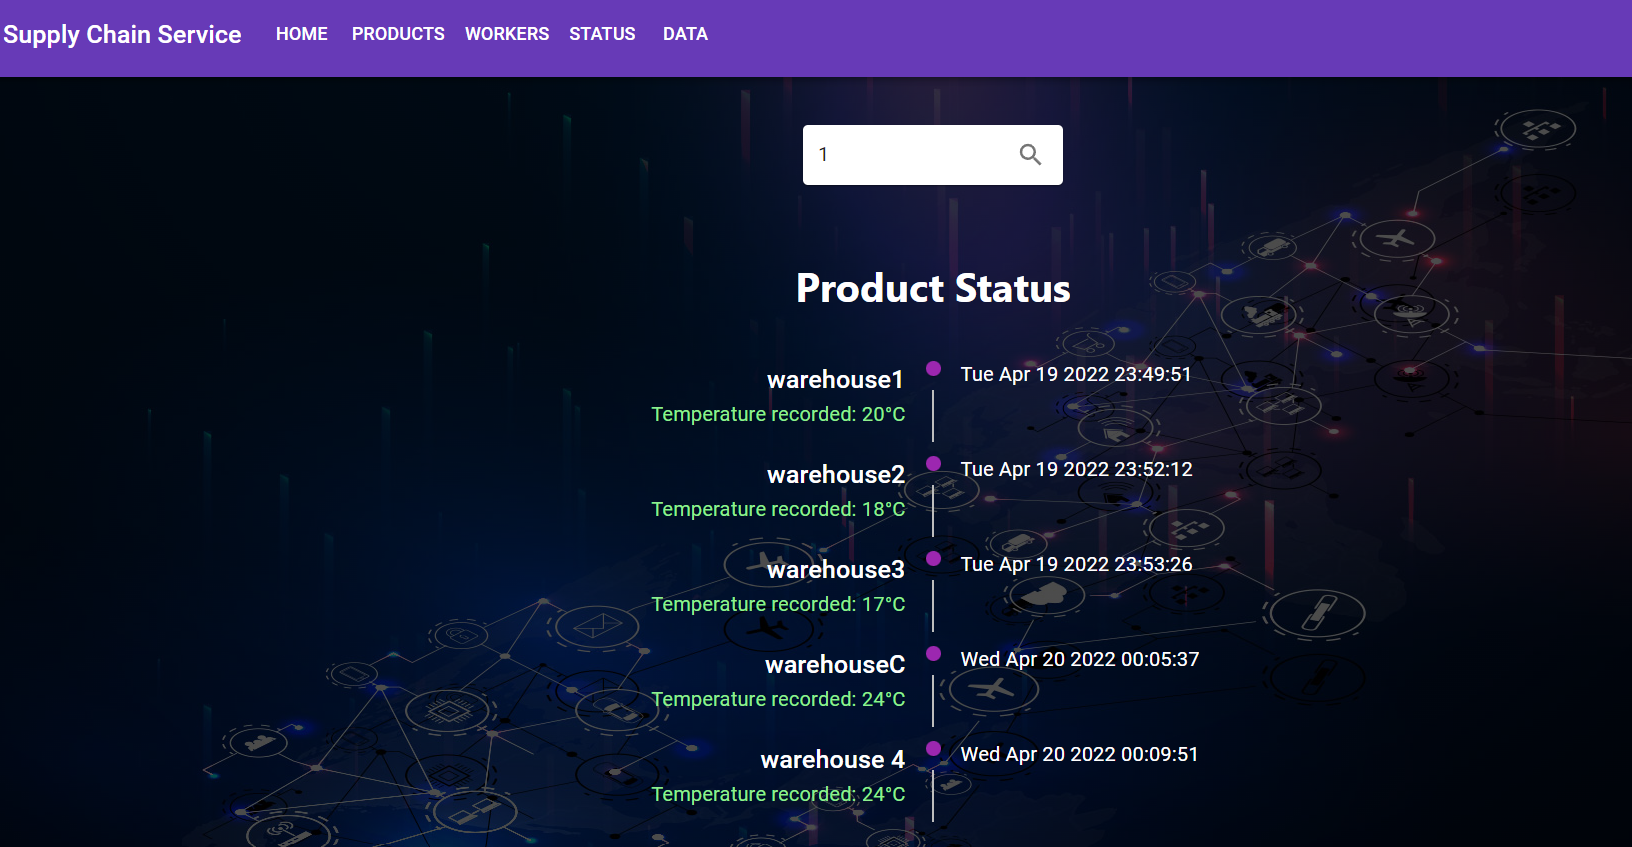 Supply Chain Service HOME PRODUCTS WORKERS STATUS DATA
1
Product Status
warehouse1 Tue Apr 19 2022 23:49:51
Temperature recorded: 20°C
warehouse2 Tue Apr 19 2022 23:52:12
Temperature recorded: 18°C
warehouse3 Tue Apr 19 2022 23:53:26
Temperature recorded: 17°C
warehouseC Wed Apr 20 2022 00:05:37
Temperature recorded: 24°C
warehouse 4 Wed Apr 20 2022 00:09:51
Temperature recorded: 24°C